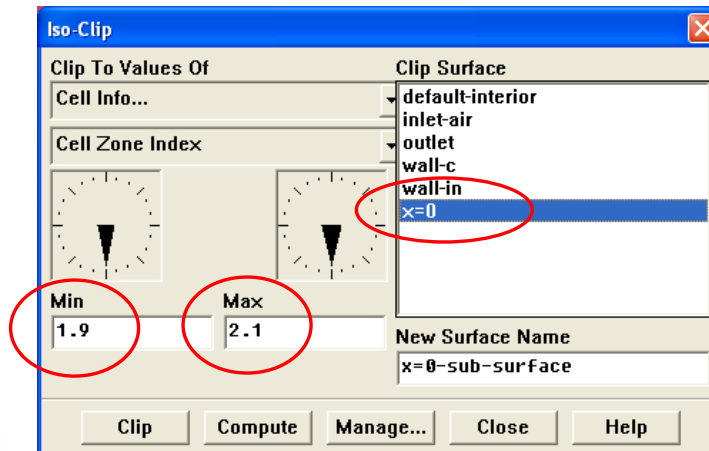 Iso-Clip
Clip To Values Of
Cell Info...
Cell Zone Index
Min
1.9
Max
2.1
Clip Surface
default-interior
inlet-air
outlet
wall-c
wall-in
x=0
New Surface Name
x=0-sub-surface
Clip
Compute
Manage...
Close
Help